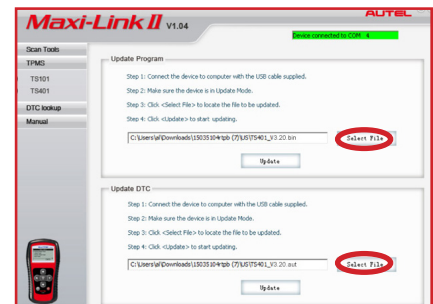 Maxi-Link II V1.04
AUTEL
Device connected to COM 4
Scan Tools
TPMS
TS101
TS401
DTC lookup
Manual
Update Program
Step 1: Connect the device to computer with the USB cable supplied.
Step 2: Make sure the device is in Update Mode.
Step 3: Click <Select File> to locate the file to be updated.
Step 4: Click <Update> to start updating.
C:\Users\al\Downloads\15035104rtpb (7)\US\TS401_V3.20.bin
Select File
Update
Update DTC
Step 1: Connect the device to computer with the USB cable supplied.
Step 2: Make sure the device is in Update Mode.
Step 3: Click <Select File> to locate the file to be updated.
Step 4: Click <Update> to start updating.
C:\Users\al\Downloads\15035104rtpb (7)\US\TS401_V3.20.aut
Select File
Update